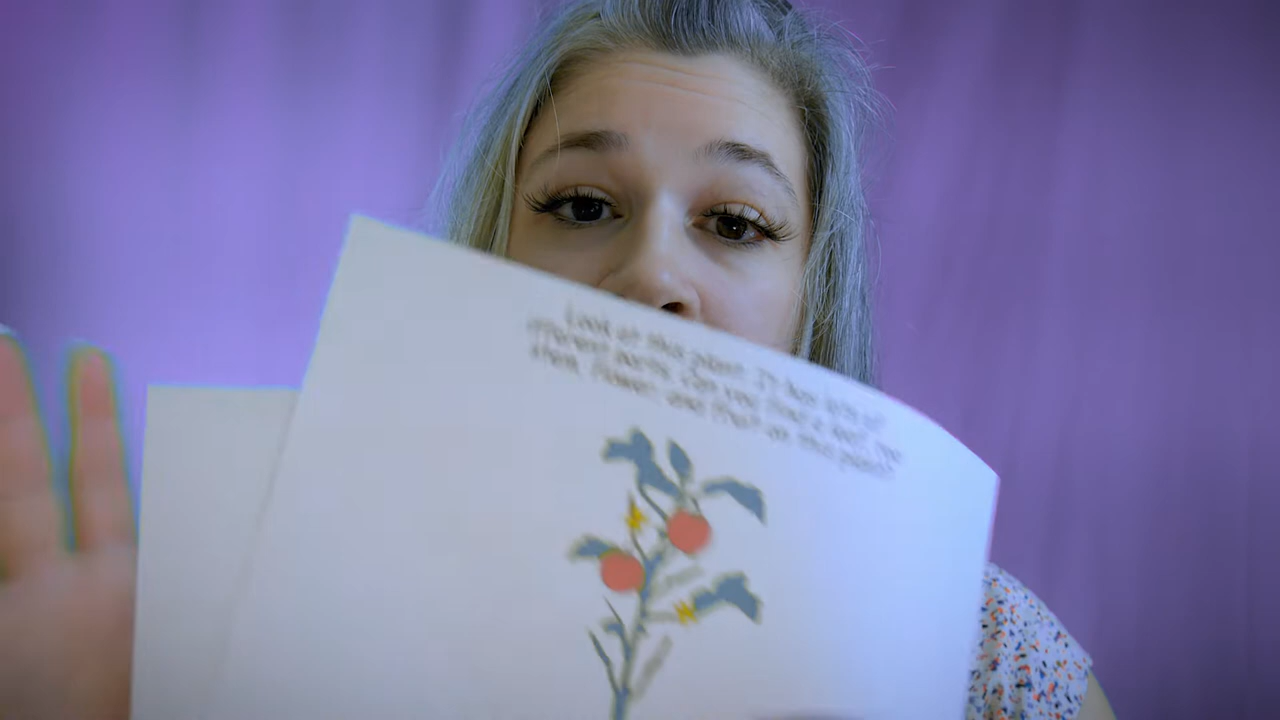 Look at this plant. It has lots of
different parts. Can you find a leaf,
stem, flower, and fruit on this plant?